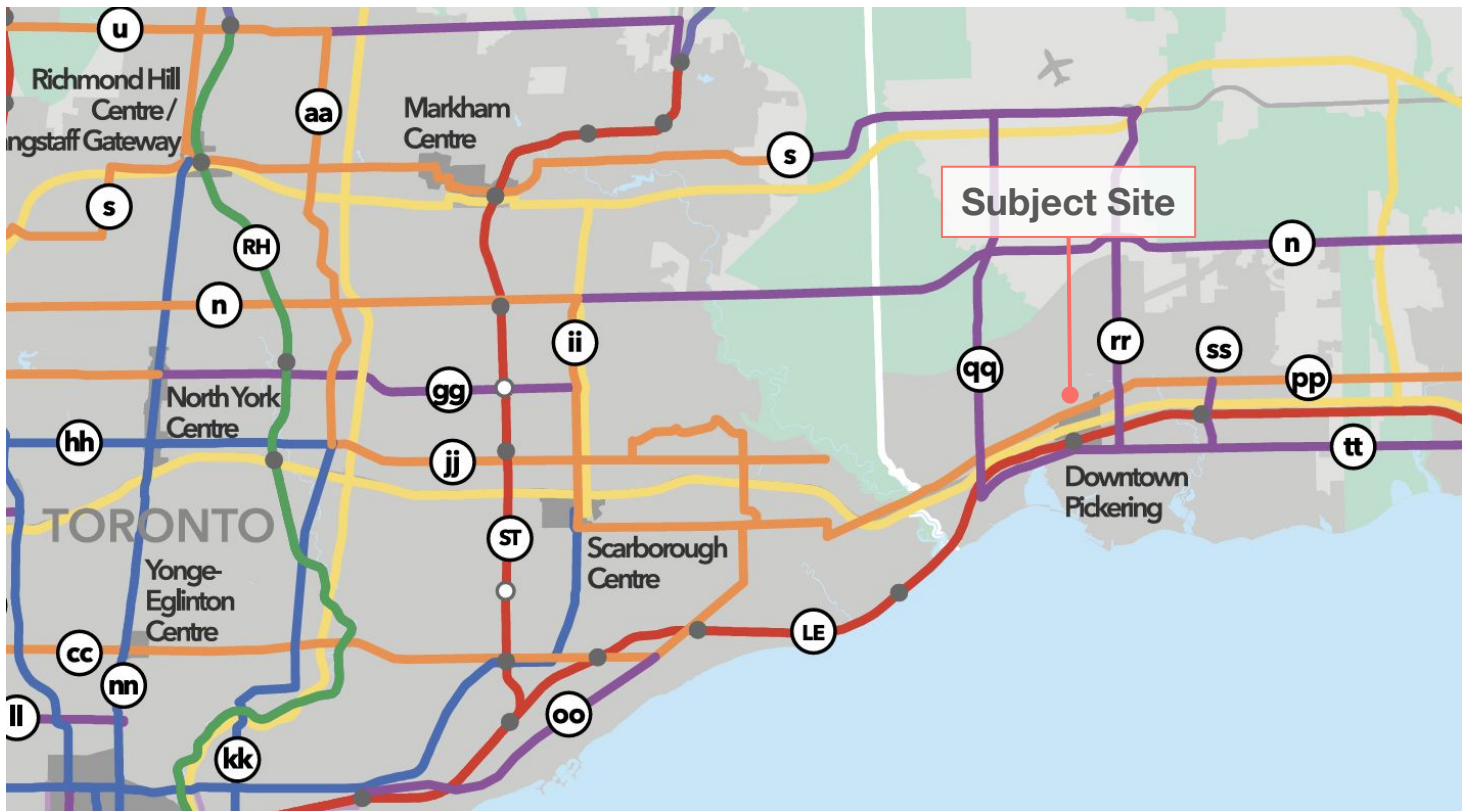 u
Richmond Hill
Centre /
ngstaff Gateway
aa
Markham
Centre
s
s
Subject Site
RH
n
n
ii
rr
ss
qq
pp
North York
Centre
gg
hh
jj
tt
Downtown
Pickering
TORONTO
ST
Scarborough
Centre
Yonge-
Eglinton
Centre
cc
LE
nn
ll
oo
kk